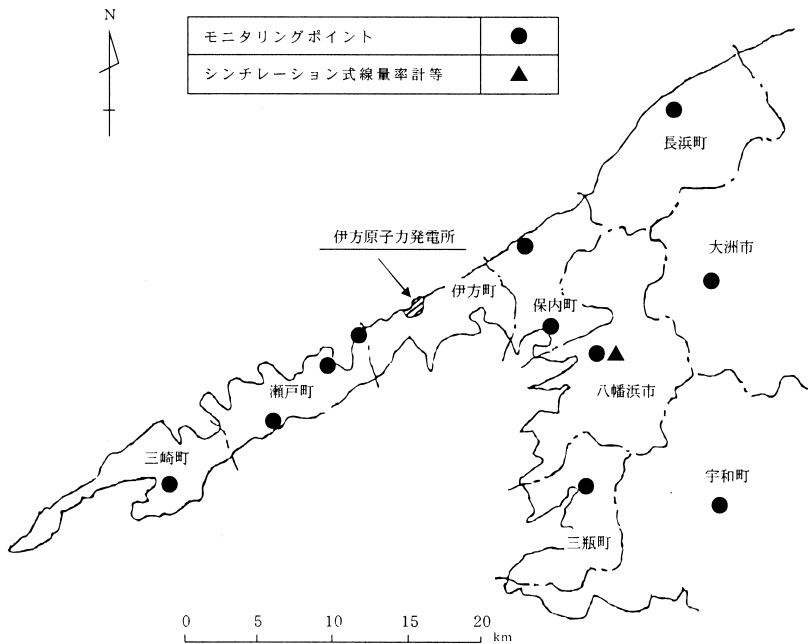 N
モニタリングポイント ●
シンチレーション式線量率計等 ▲
長浜町
伊方原子力発電所
大洲市
伊方町
保内町
瀬戸町
八幡浜市
三崎町
宇和町
三瓶町
0 5 10 15 20
km